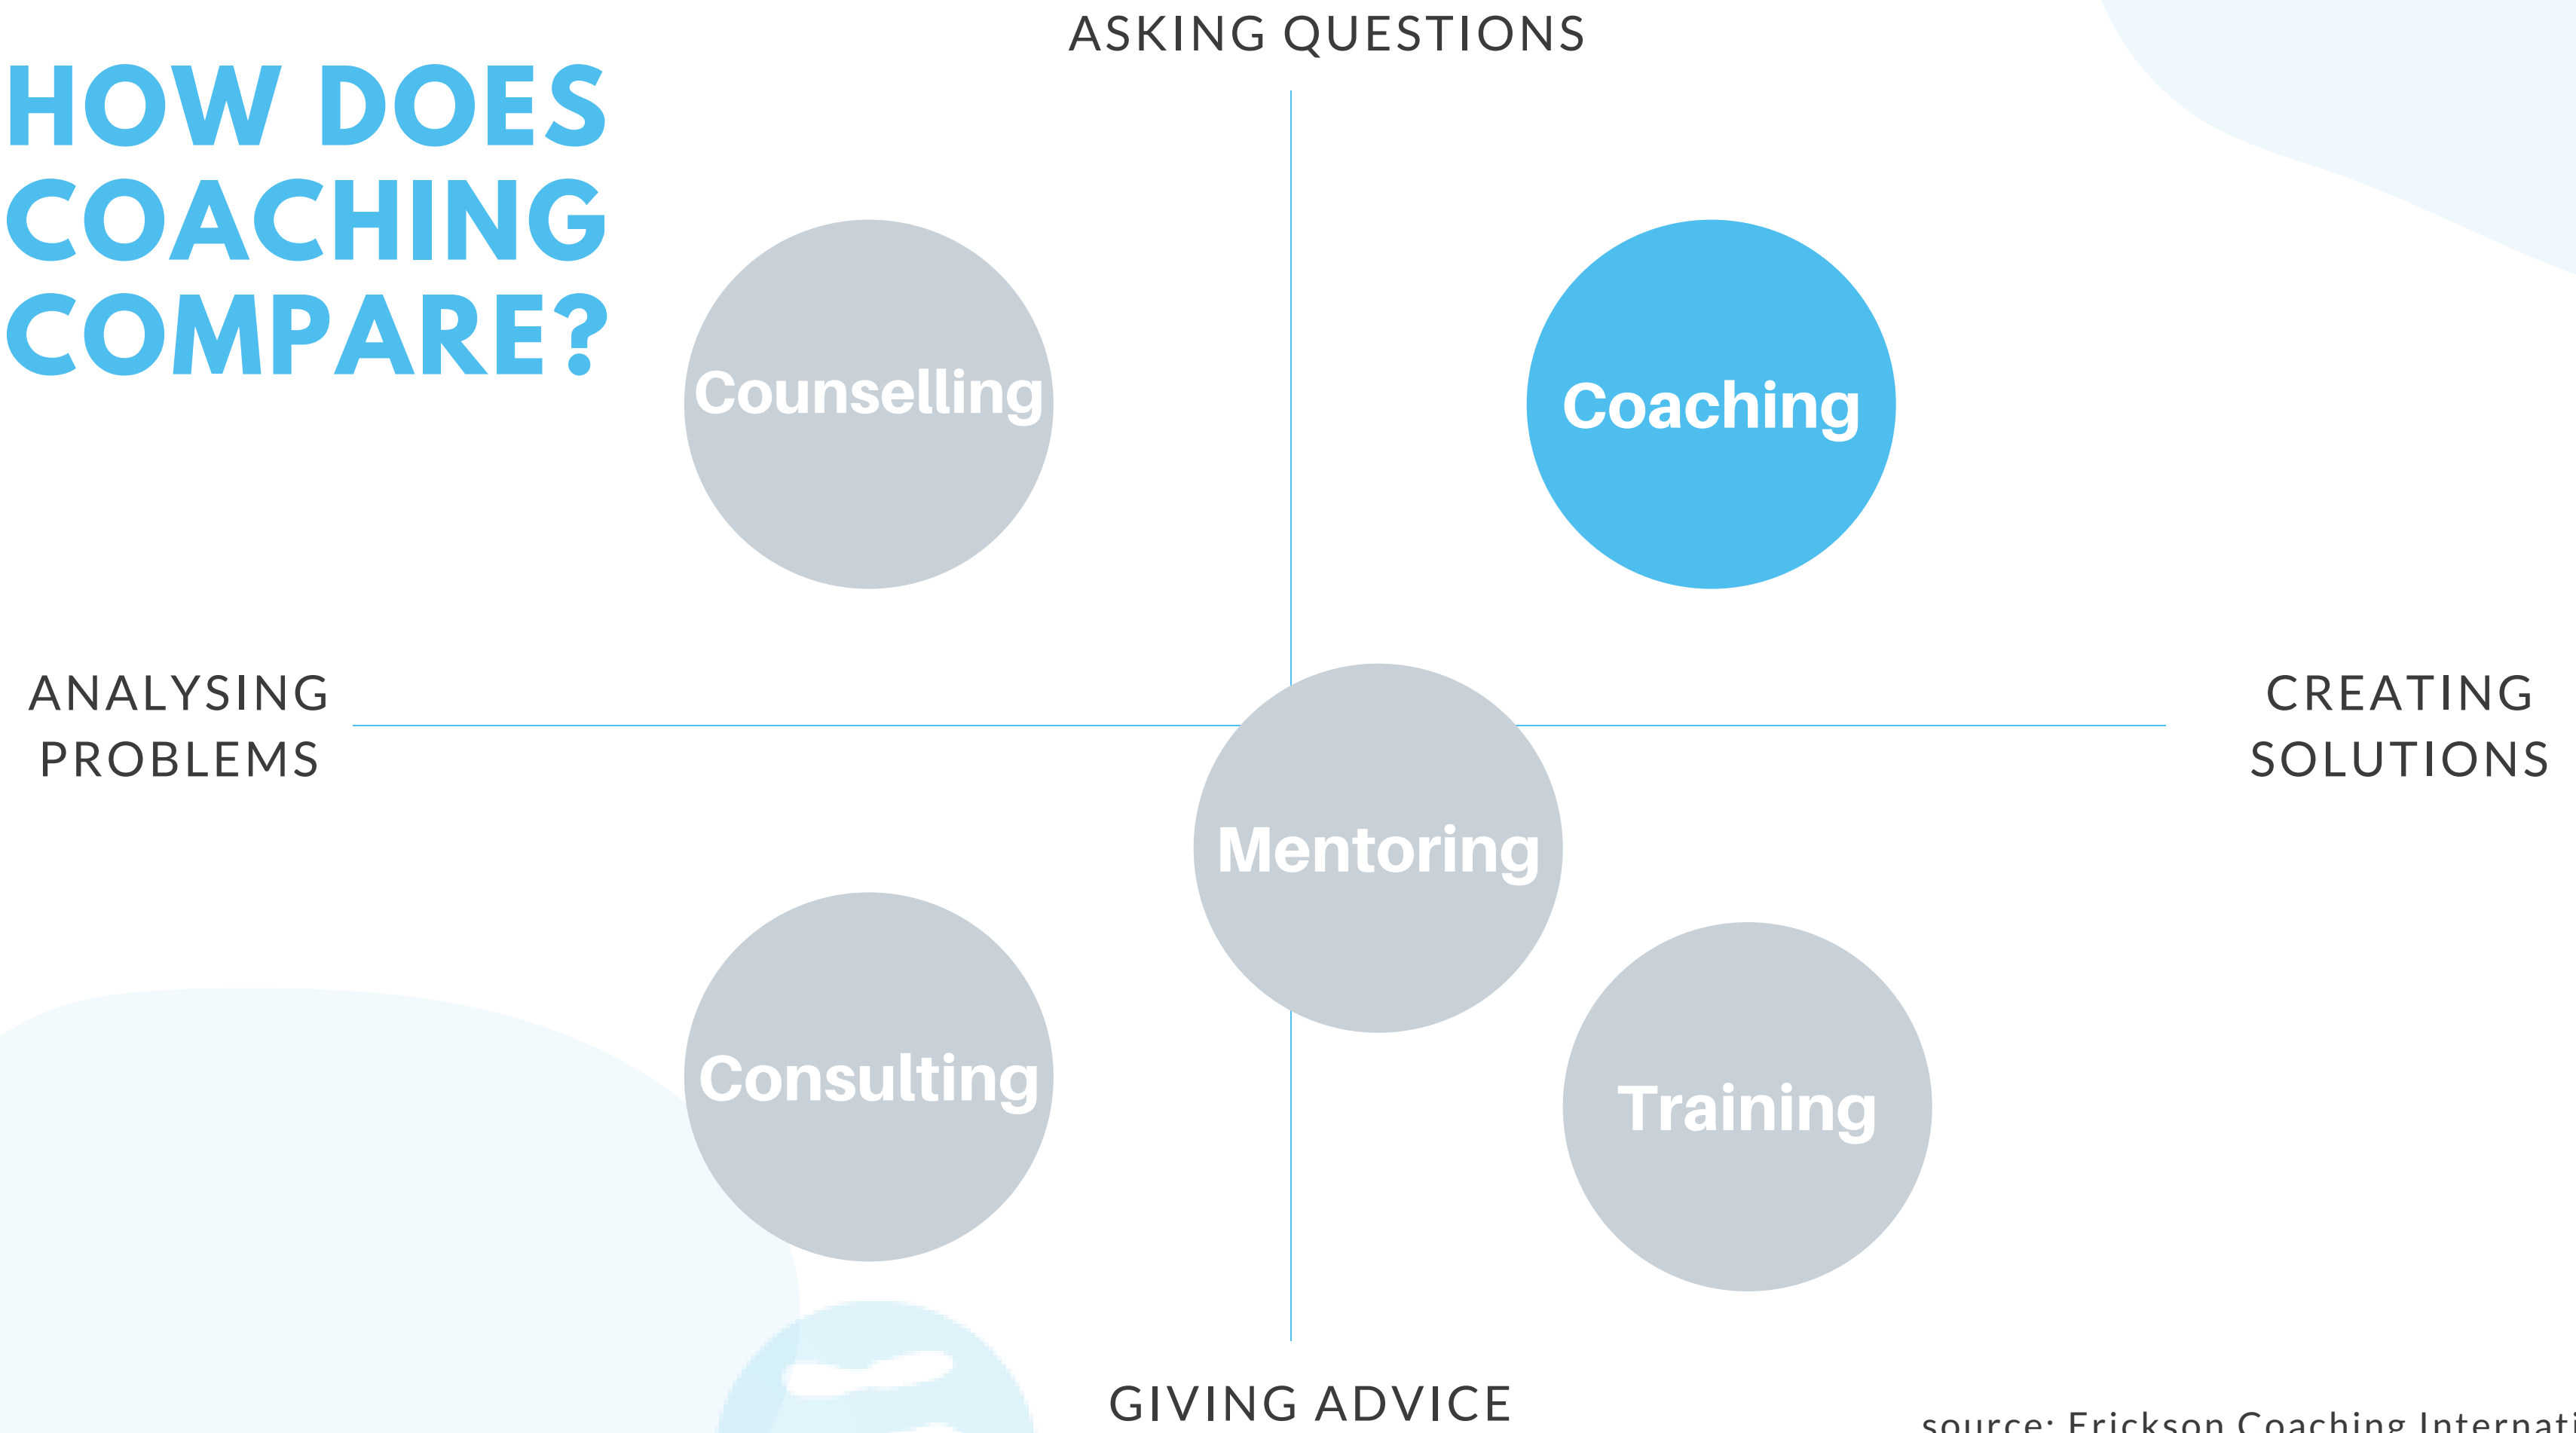 ASKING QUESTIONS
HOW DOES
COACHING
COMPARE?
Counselling
Coaching
ANALYSING
PROBLEMS
CREATING
SOLUTIONS
Mentoring
Consulting
Training
GIVING ADVICE
source: Erickson Coaching